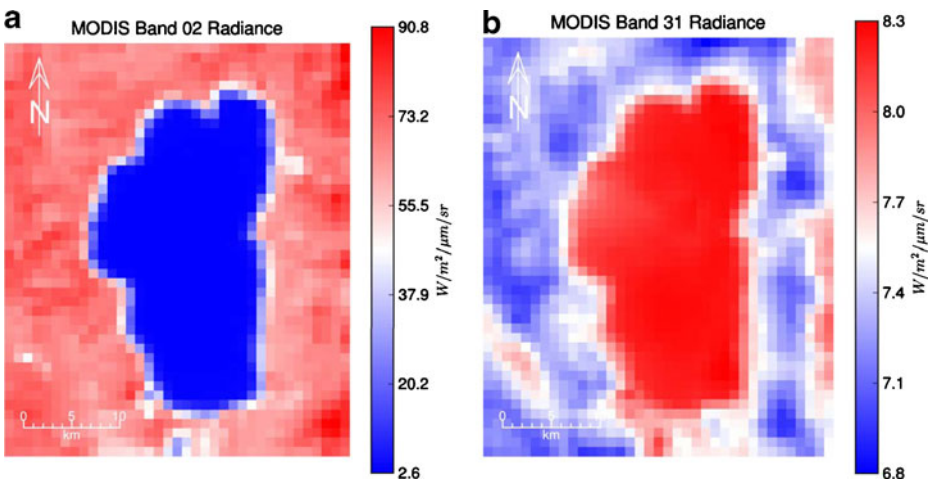 a
MODIS Band 02 Radiance
N
0 5 10
km
90.8
73.2
55.5
37.9
20.2
2.6
W/m²/μm/sr
b
MODIS Band 31 Radiance
N
0 5 10
km
8.3
8.0
7.7
7.4
7.1
6.8
W/m²/μm/sr